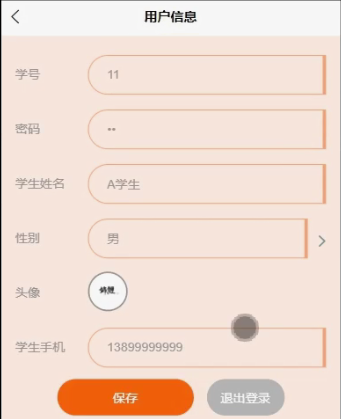 用户信息
学号 11
密码 ••
学生姓名 A学生
性别 男
头像
学生手机 13899999999
保存 退出登录